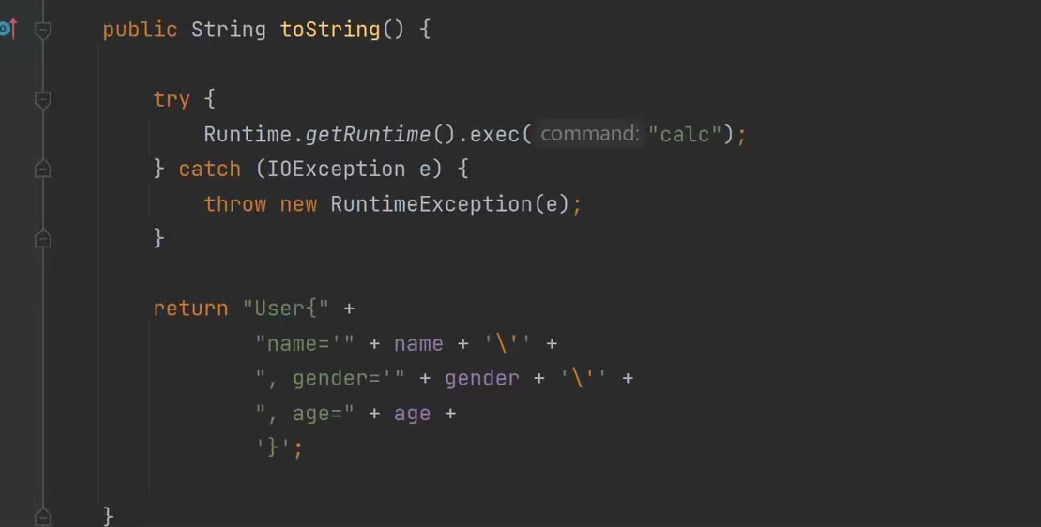 public String toString() {
try {
Runtime.getRuntime().exec( command: "calc");
} catch (IOException e) {
throw new RuntimeException(e);
}
return "User{" +
"name='" + name + '\'' +
", gender='" + gender + '\'' +
", age=" + age +
'}';
}